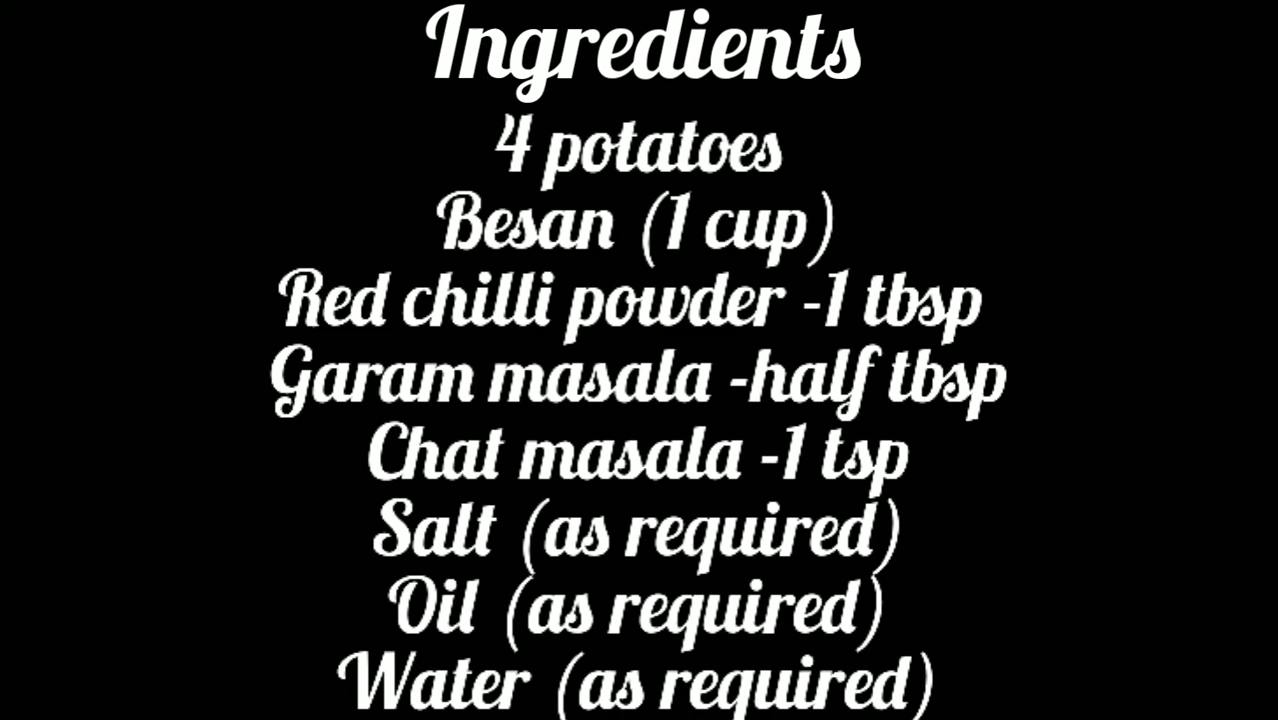 Ingredients
4 potatoes
Besan (1 cup)
Red chilli powder -1 tbsp
Garam masala -half tbsp
Chat masala -1 tsp
Salt (as required)
Oil (as required)
Water (as required)